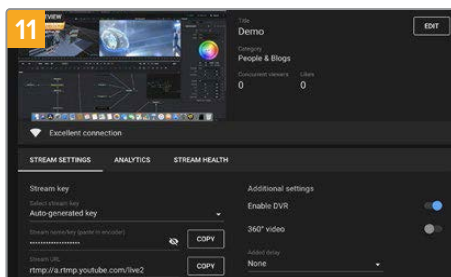 11
PREVIEW
Title
Demo
EDIT
Category
People & Blogs
Concurrent viewers Likes
0 0
Excellent connection
STREAM SETTINGS ANALYTICS STREAM HEALTH
Stream key
Additional settings
Select stream key
Auto-generated key
Enable DVR
Stream name/key (paste in encoder)
••••••••••••••••••• COPY
360° video
Stream URL
rtmp://a.rtmp.youtube.com/live2 COPY
Added delay
None